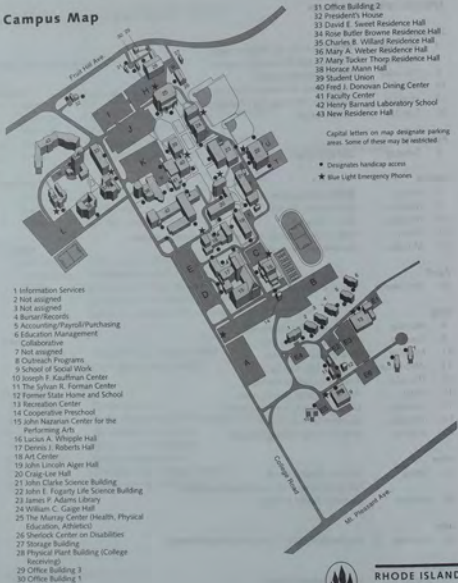 Campus Map
31 Office Building 2
32 President's House
33 David E. Sweet Residence Hall
34 Rose Butler Browne Residence Hall
35 Charles B. Willard Residence Hall
36 Mary A. Weber Residence Hall
37 Mary Tucker Thorp Residence Hall
38 Horace Mann Hall
39 Student Union
40 Fred J. Donovan Dining Center
41 Faculty Center
42 Henry Barnard Laboratory School
43 New Residence Hall
Capital letters on map designate parking
areas. Some of these may be restricted.
Designates handicap access
★ Blue Light Emergency Phones
Fruit Hill Ave
H
I
J
K
L
E
D
C
B
A
College Road
Mt. Pleasant Ave.
1 Information Services
2 Not assigned
3 Not assigned
4 Bursar/Records
5 Accounting/Payroll/Purchasing
6 Education Management
Collaborative
7 Not assigned
8 Outreach Programs
9 School of Social Work
10 Joseph F. Kauffman Center
11 The Sylvan R. Forman Center
12 Former State Home and School
13 Recreation Center
14 Cooperative Preschool
15 John Nazarian Center for the
Performing Arts
16 Lucius A. Whipple Hall
17 Dennis J. Roberts Hall
18 Art Center
19 John Lincoln Alger Hall
20 Craig-Lee Hall
21 John Clarke Science Building
22 John E. Fogarty Life Science Building
23 James P. Adams Library
24 William C. Gaige Hall
25 The Murray Center (Health, Physical
Education, Athletics)
26 Sherlock Center on Disabilities
27 Storage Building
28 Physical Plant Building (College
Receiving)
29 Office Building 3
30 Office Building 1
RHODE ISLAND